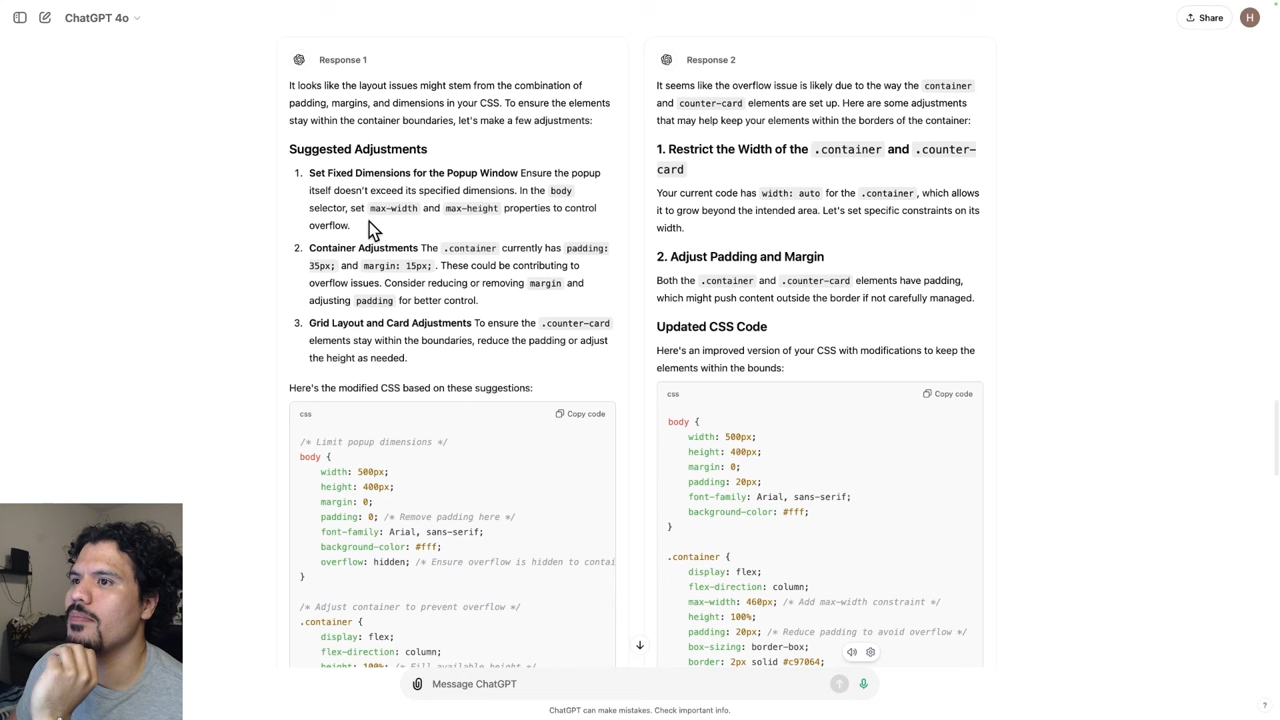 ChatGPT 4o
Share
H
Response 1
It looks like the layout issues might stem from the combination of
padding, margins, and dimensions in your CSS. To ensure the elements
stay within the container boundaries, let's make a few adjustments:
Suggested Adjustments
1. Set Fixed Dimensions for the Popup Window Ensure the popup
itself doesn't exceed its specified dimensions. In the body
selector, set max-width and max-height properties to control
overflow.
2. Container Adjustments The .container currently has padding:
35px; and margin: 15px;. These could be contributing to
overflow issues. Consider reducing or removing margin and
adjusting padding for better control.
3. Grid Layout and Card Adjustments To ensure the .counter-card
elements stay within the boundaries, reduce the padding or adjust
the height as needed.
Here's the modified CSS based on these suggestions:
css
Copy code
/* Limit popup dimensions */
body {
width: 500px;
height: 400px;
margin: 0;
padding: 0; /* Remove padding here */
font-family: Arial, sans-serif;
background-color: #fff;
overflow: hidden; /* Ensure overflow is hidden to contai
}
/* Adjust container to prevent overflow */
.container {
display: flex;
flex-direction: column;
height: 100%; /* Fill available height */
Response 2
It seems like the overflow issue is likely due to the way the container
and counter-card elements are set up. Here are some adjustments
that may help keep your elements within the borders of the container:
1. Restrict the Width of the .container and .counter-
card
Your current code has width: auto for the .container, which allows
it to grow beyond the intended area. Let's set specific constraints on its
width.
2. Adjust Padding and Margin
Both the .container and .counter-card elements have padding,
which might push content outside the border if not carefully managed.
Updated CSS Code
Here's an improved version of your CSS with modifications to keep the
elements within the bounds:
css
Copy code
body {
width: 500px;
height: 400px;
margin: 0;
padding: 20px;
font-family: Arial, sans-serif;
background-color: #fff;
}
.container {
display: flex;
flex-direction: column;
max-width: 460px; /* Add max-width constraint */
height: 100%;
padding: 20px; /* Reduce padding to avoid overflow */
box-sizing: border-box;
border: 2px solid #c97064;
Message ChatGPT
ChatGPT can make mistakes. Check important info.
?